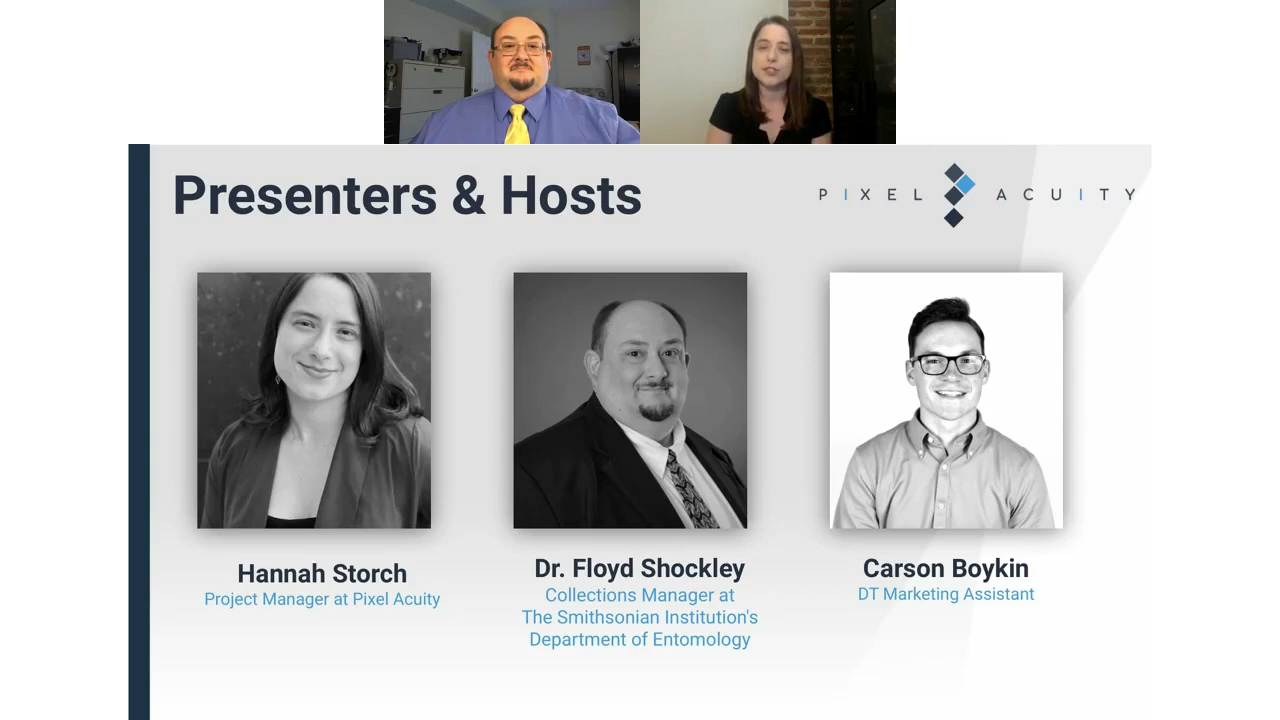 Presenters & Hosts
PIXEL ACUITY
Hannah Storch
Project Manager at Pixel Acuity
Dr. Floyd Shockley
Collections Manager at
The Smithsonian Institution's
Department of Entomology
Carson Boykin
DT Marketing Assistant